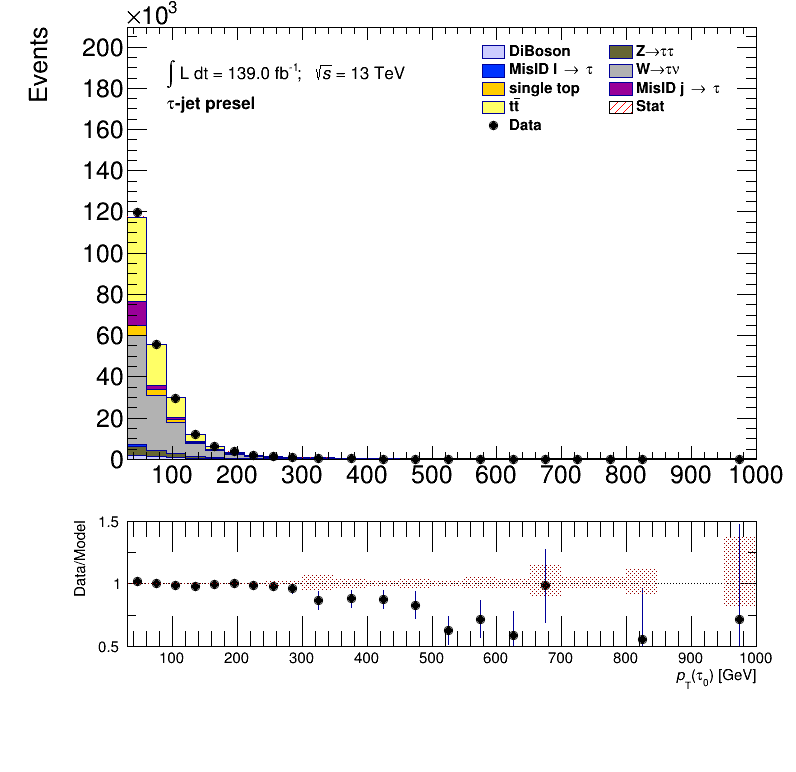 ×10³
Events
200
180
160
140
120
100
80
60
40
20
0
∫ L dt = 139.0 fb⁻¹; √s = 13 TeV
τ-jet presel
DiBoson
MisID l → τ
single top
tt̄
Data
Z→ττ
W→τν
MisID j → τ
Stat
100 200 300 400 500 600 700 800 900 1000
Data/Model
1.5
1
0.5
100 200 300 400 500 600 700 800 900 1000
p_T(τ₀) [GeV]